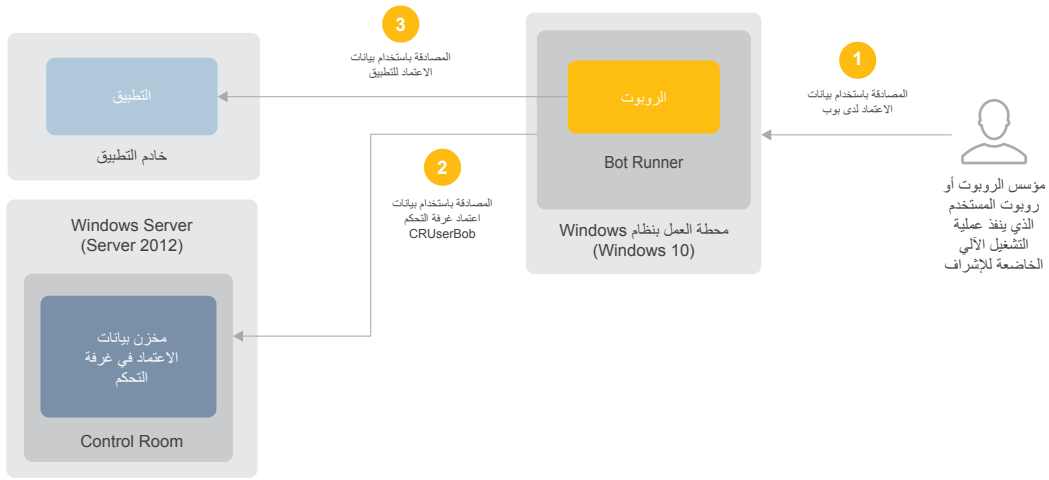 3
المصادقة باستخدام بيانات
الاعتماد للتطبيق
1
المصادقة باستخدام بيانات
الاعتماد لدى بوب
التطبيق
خادم التطبيق
الروبوت
Bot Runner
محطة العمل بنظام Windows
(Windows 10)
2
المصادقة باستخدام بيانات
اعتماد غرفة التحكم
CRUserBob
مؤسس الروبوت أو
روبوت المستخدم
الذي ينفذ عملية
التشغيل الآلي
الخاضعة للإشراف
Windows Server
(Server 2012)
مخزن بيانات
الاعتماد في غرفة
التحكم
Control Room